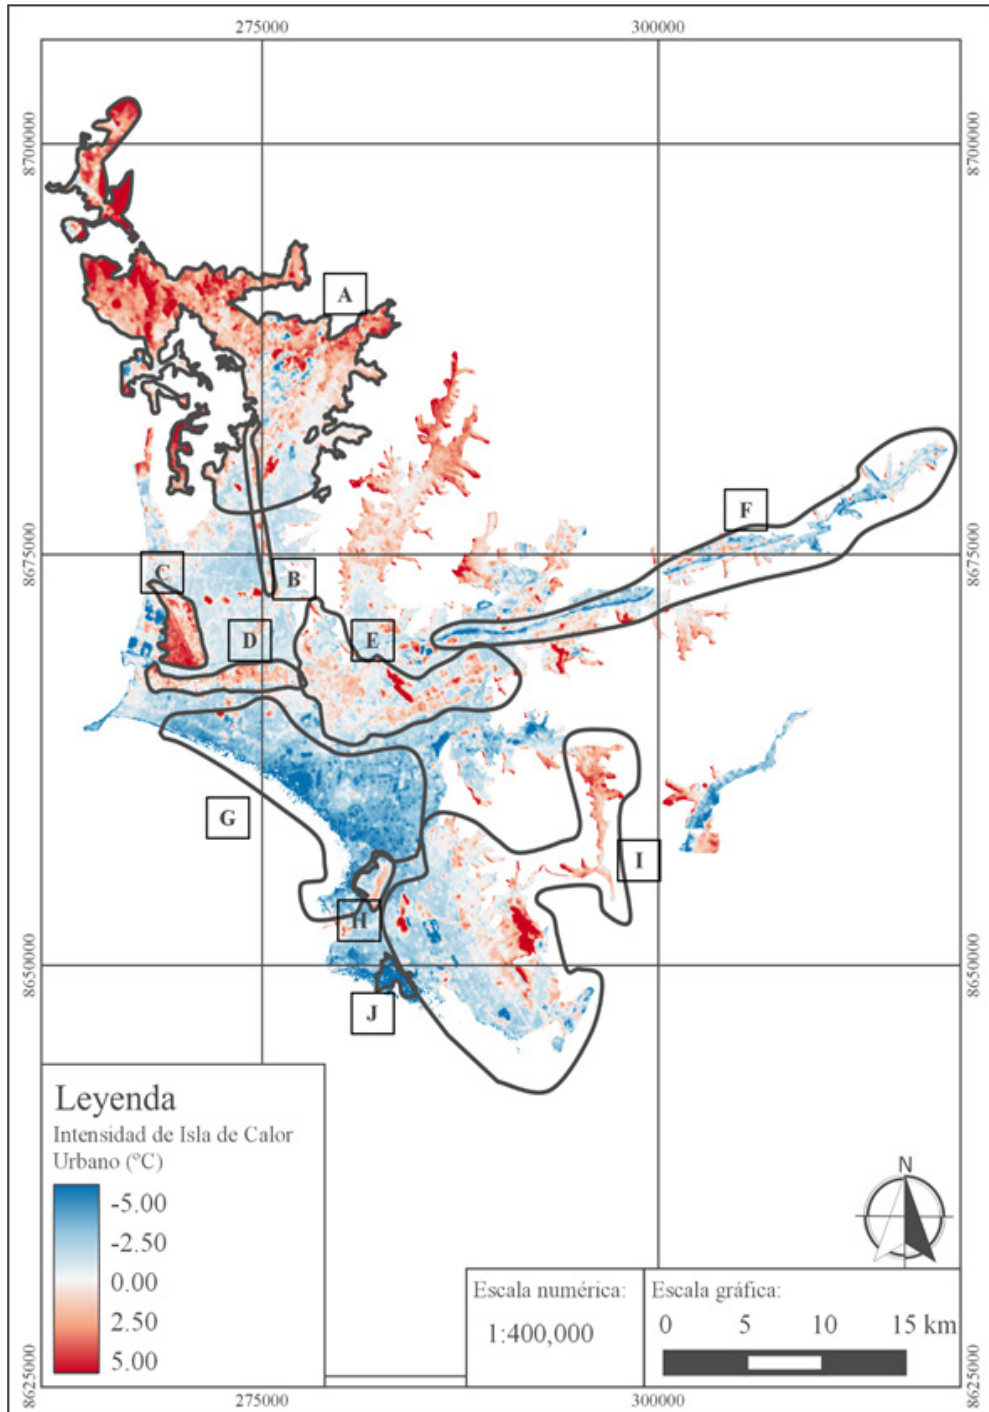 275000
300000
8700000
8700000
A
F
8675000
8675000
C
B
D
E
G
I
H
8650000
8650000
J
Leyenda
Intensidad de Isla de Calor
Urbano (°C)
-5.00
-2.50
0.00
2.50
5.00
N
Escala numérica:
1:400,000
Escala gráfica:
0 5 10 15 km
8625000
8625000
275000
300000